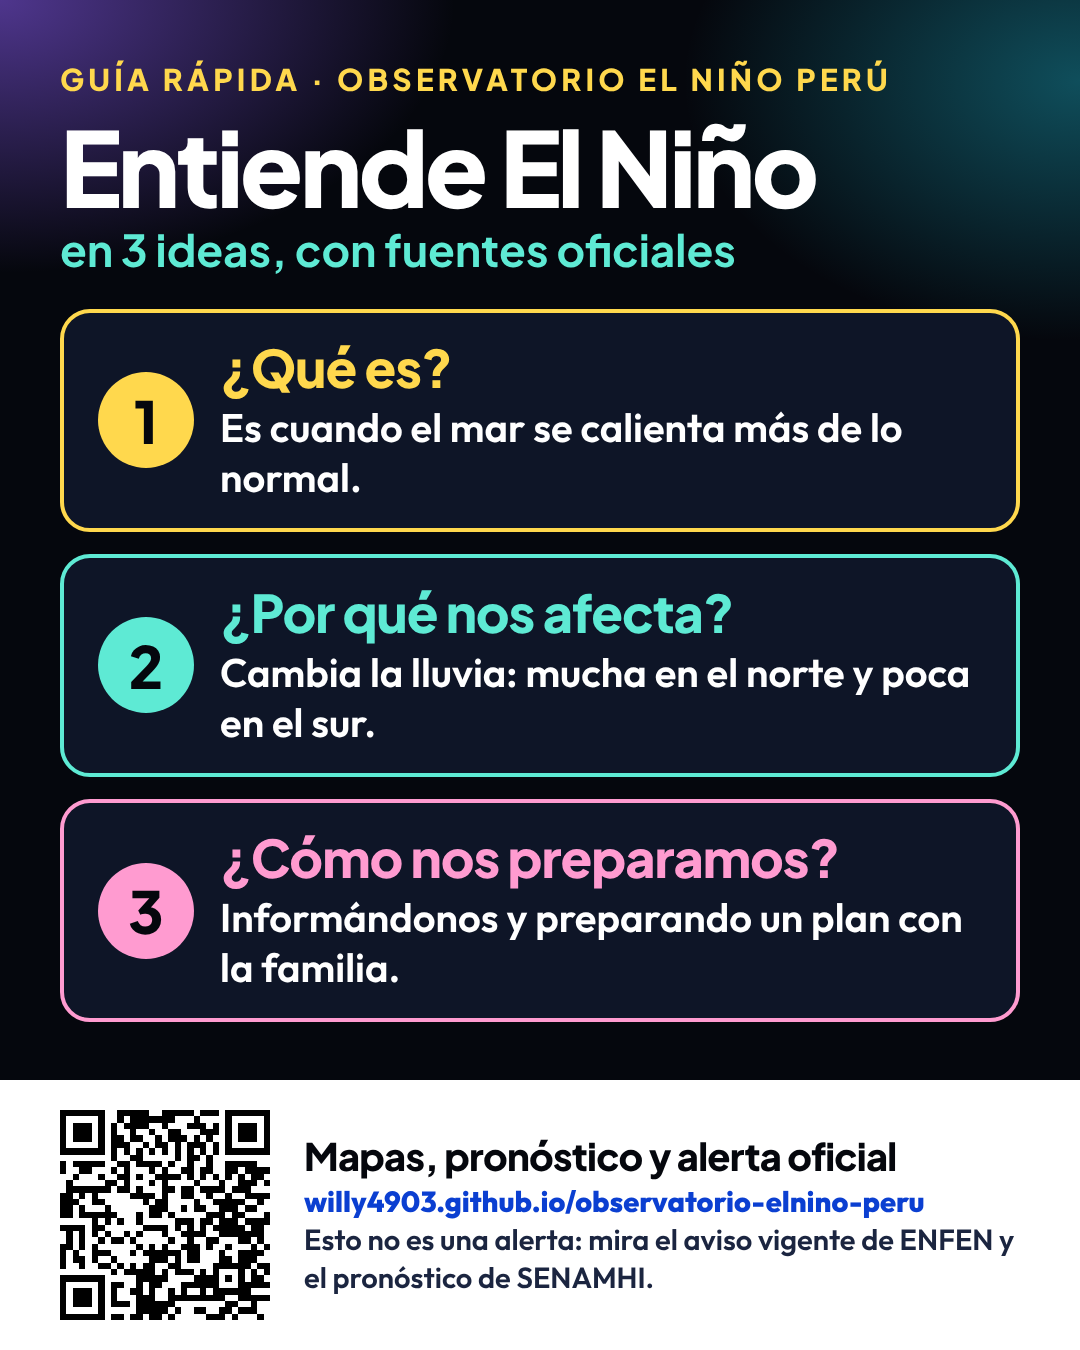 GUÍA RÁPIDA · OBSERVATORIO EL NIÑO PERÚ
Entiende El Niño
en 3 ideas, con fuentes oficiales
¿Qué es?
1
Es cuando el mar se calienta más de lo
normal.
¿Por qué nos afecta?
2
Cambia la lluvia: mucha en el norte y poca
en el sur.
¿Cómo nos preparamos?
3
Informándonos y preparando un plan con
la familia.
Mapas, pronóstico y alerta oficial
willy4903.github.io/observatorio-elnino-peru
Esto no es una alerta: mira el aviso vigente de ENFEN y
el pronóstico de SENAMHI.